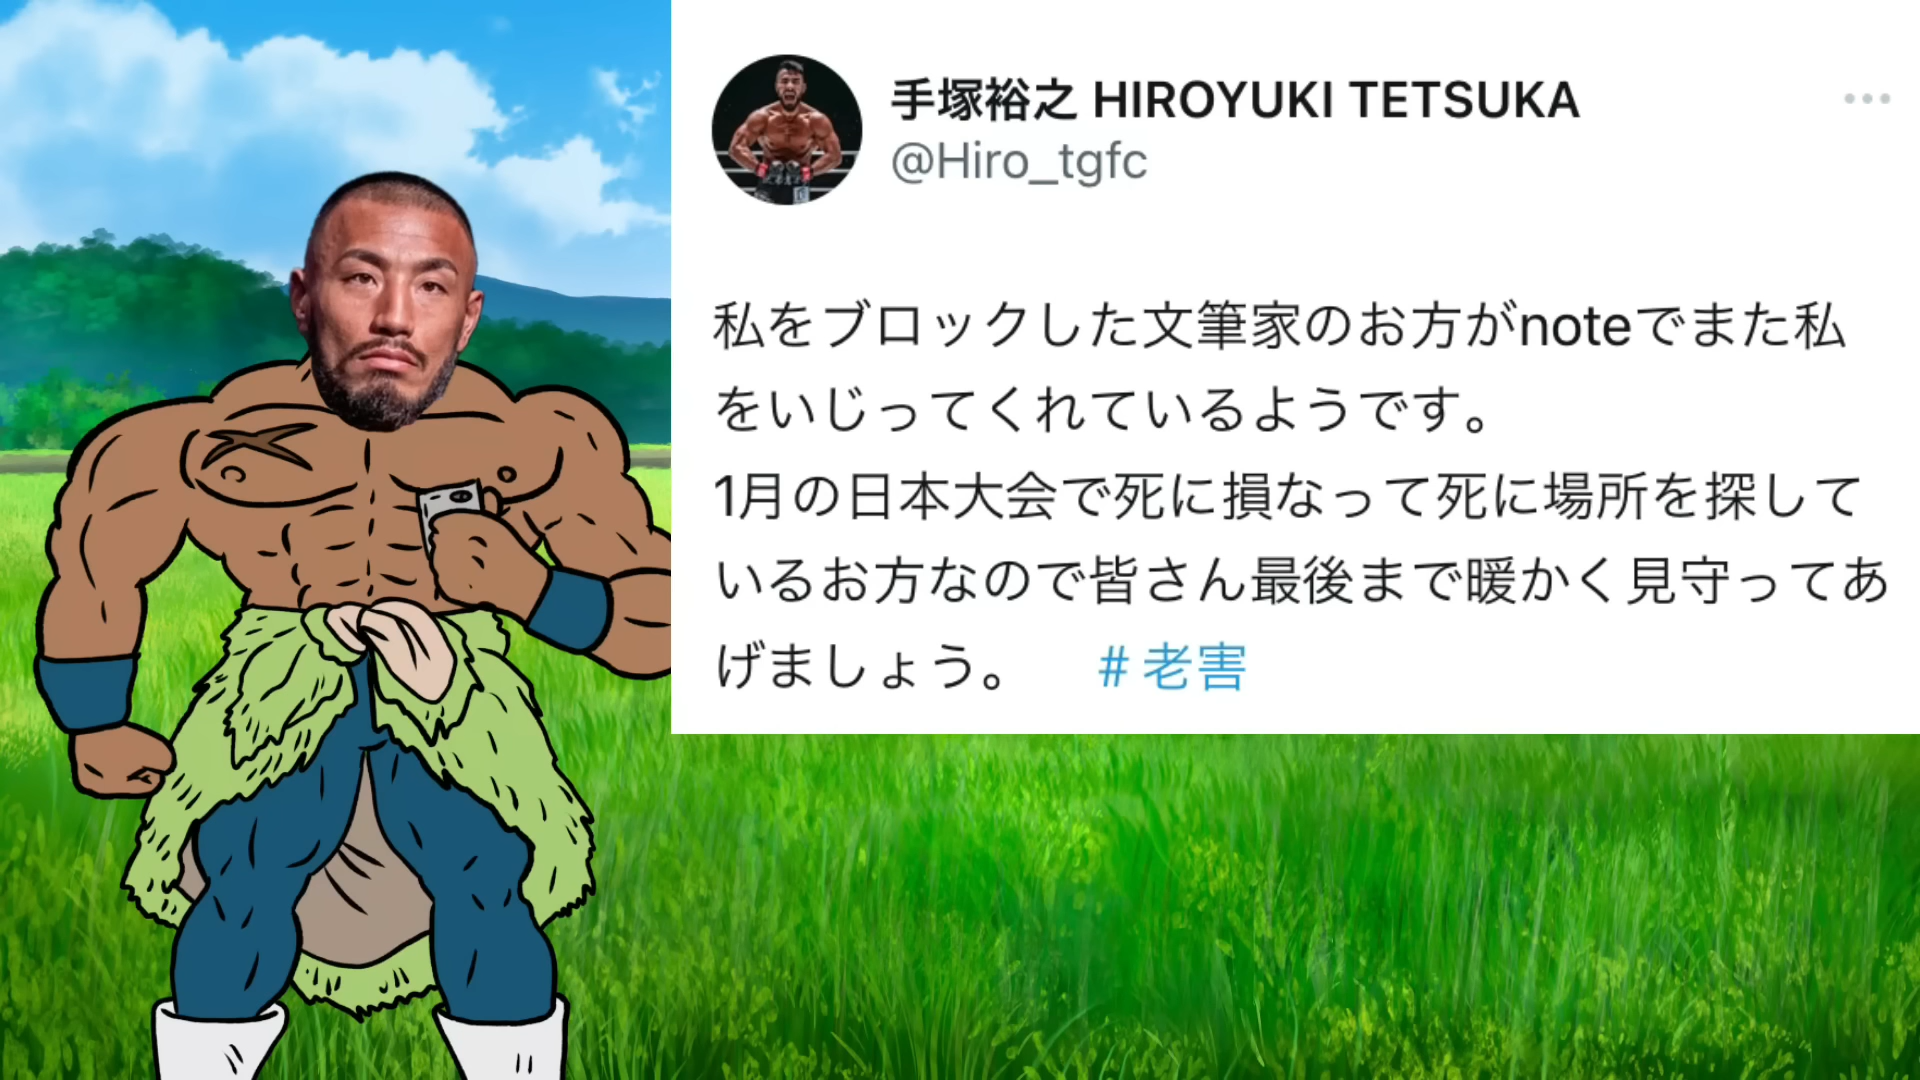 手塚裕之 HIROYUKI TETSUKA
@Hiro_tgfc
私をブロックした文筆家のお方がnoteでまた私
をいじってくれているようです。
1月の日本大会で死に損なって死に場所を探して
いるお方なので皆さん最後まで暖かく見守ってあ
げましょう。 #老害